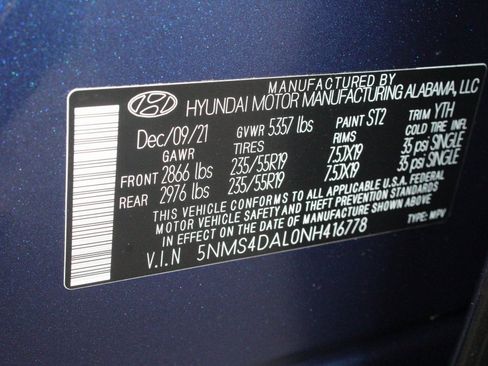 MANUFACTURED BY
HYUNDAI MOTOR MANUFACTURING ALABAMA, LLC
Dec/09/21 GVWR 5357 lbs PAINT ST2 TRIM YTH
GAWR TIRES RIMS COLD TIRE INFL
FRONT 2866 lbs 235/55R19 7.5JX19 35 psi SINGLE
REAR 2976 lbs 235/55R19 7.5JX19 35 psi SINGLE
THIS VEHICLE CONFORMS TO ALL APPLICABLE U.S.A. FEDERAL
MOTOR VEHICLE SAFETY AND THEFT PREVENTION STANDARDS
IN EFFECT ON THE DATE OF MANUFACTURE SHOWN ABOVE
V.I.N 5NMS4DAL0NH416778 TYPE: MPV